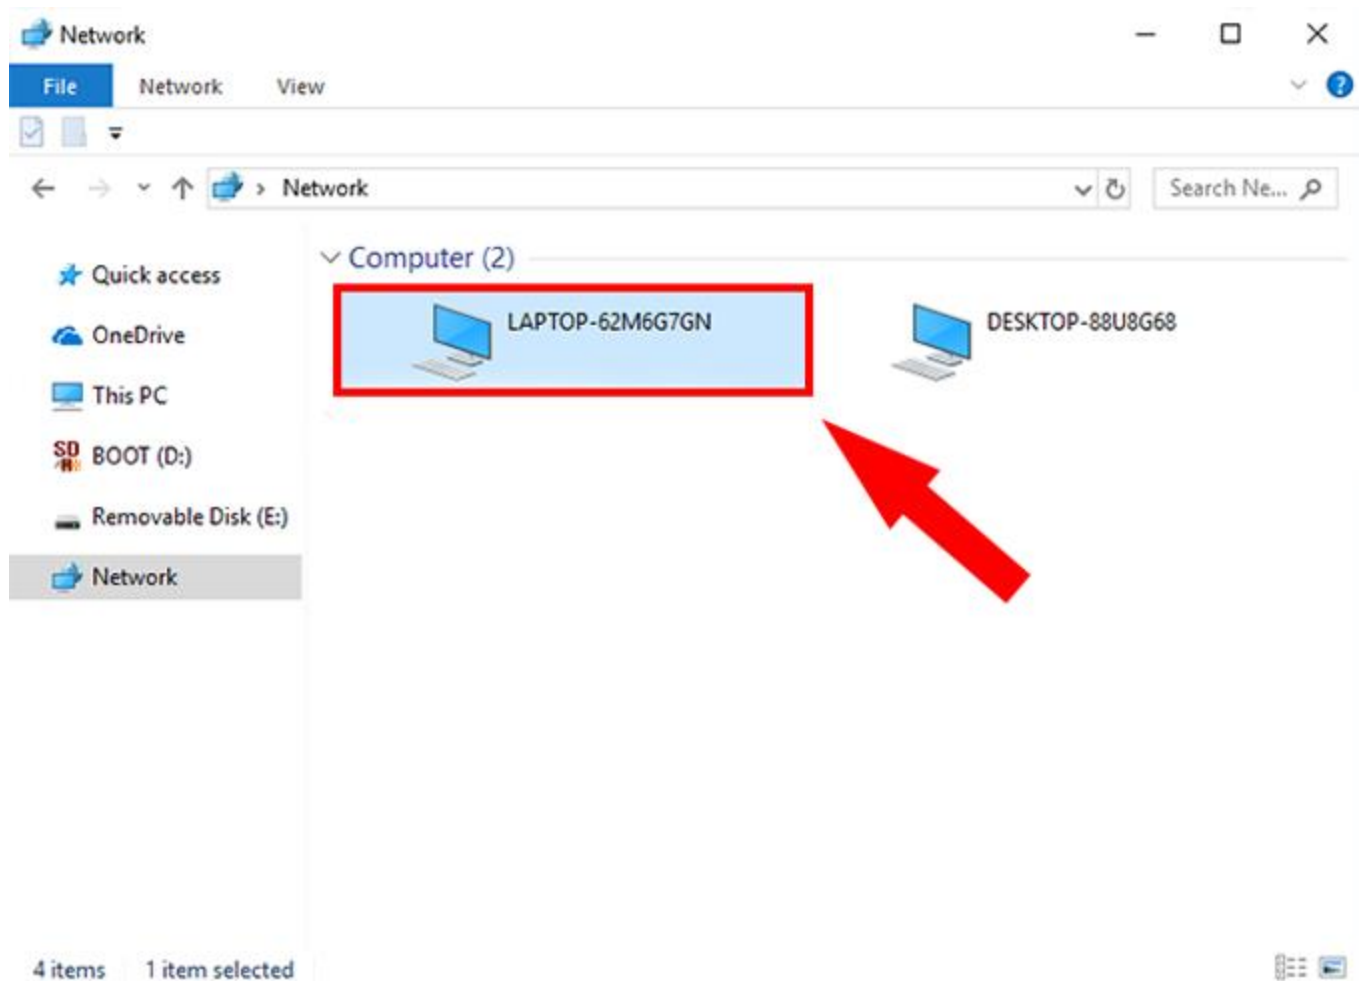 Network
File Network View
Network
Search Ne...
Quick access
OneDrive
This PC
BOOT (D:)
Removable Disk (E:)
Network
Computer (2)
LAPTOP-62M6G7GN
DESKTOP-88U8G68
4 items 1 item selected